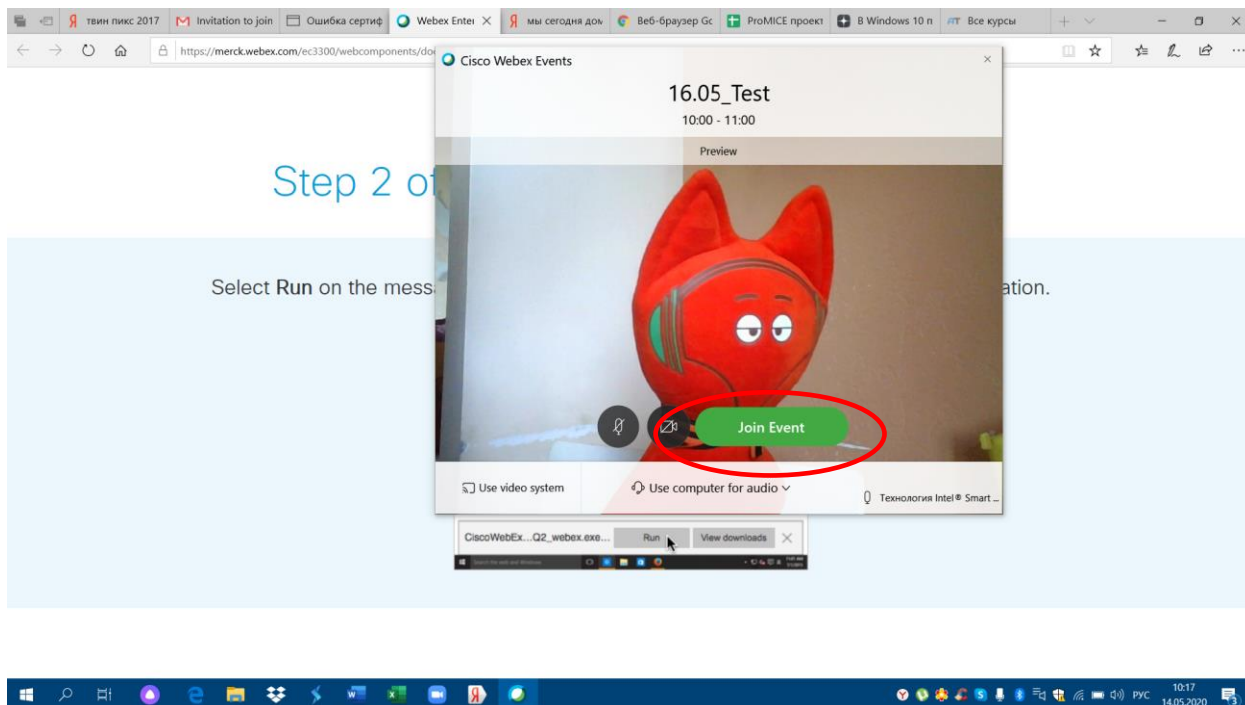 твин пикс 2017
Invitation to join
Ошибка сертиф
Webex Enter
мы сегодня дом
Веб-браузер Go
ProMICE проект
В Windows 10 п
Все курсы
https://merck.webex.com/ec3300/webcomponents/do
Cisco Webex Events
16.05_Test
10:00 - 11:00
Preview
Step 2 of
Select Run on the mess
ation.
Join Event
Use video system
Use computer for audio
Технология Intel® Smart
CiscoWebEx...Q2_webex.exe...
Run
View downloads
РУС
10:17
14.05.2020